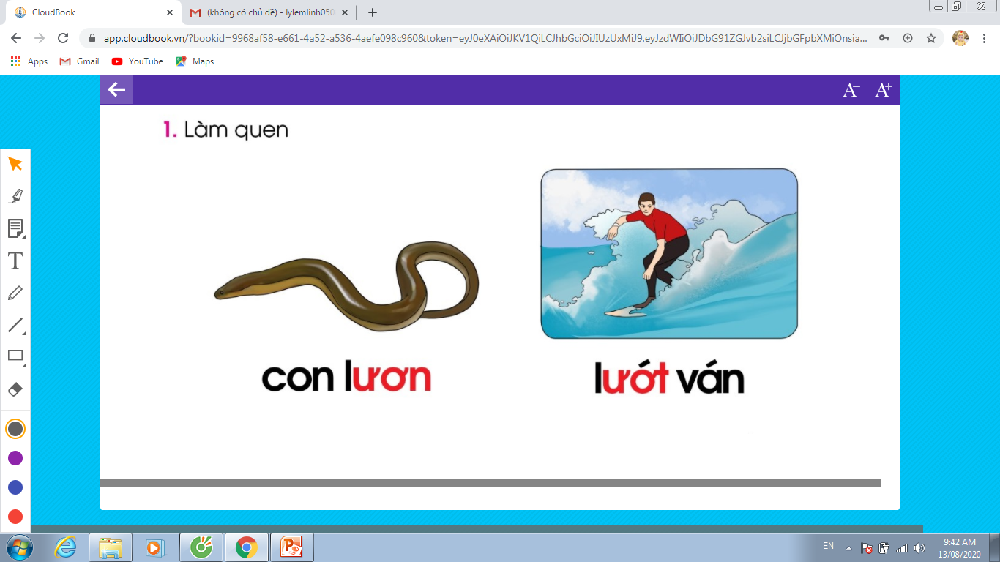 CloudBook
(không có chủ đề) - lylemlinh050
app.cloudbook.vn/?bookid=9968af58-e661-4a52-a536-4aefe098c960&token=eyJ0eXAiOiJKV1QiLCJhbGciOiJIUzUxMiJ9.eyJzdWIiOiJDbG91ZGJvb2siLCJjbGFpbXMiOnsia...
Apps Gmail YouTube Maps
A- A+
1. Làm quen
T
con lươn
lướt ván
EN
9:42 AM
13/08/2020